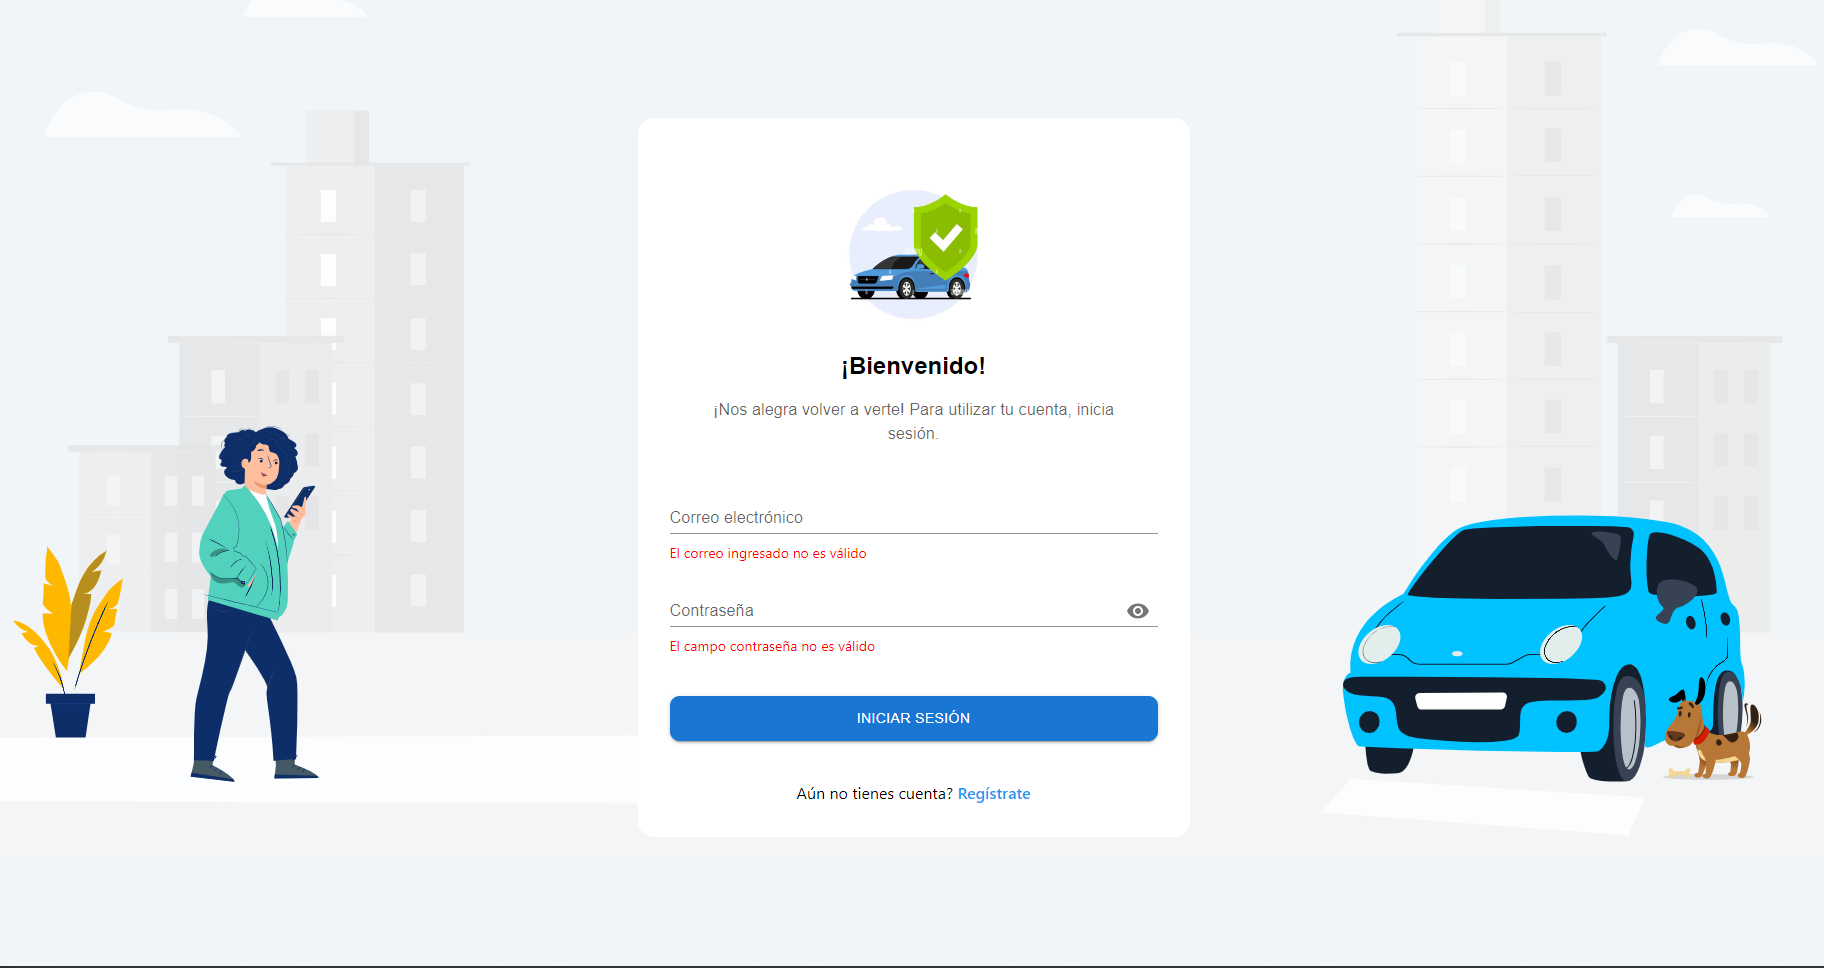 ¡Bienvenido!
¡Nos alegra volver a verte! Para utilizar tu cuenta, inicia
sesión.
Correo electrónico
El correo ingresado no es válido
Contraseña
El campo contraseña no es válido
INICIAR SESIÓN
Aún no tienes cuenta? Regístrate